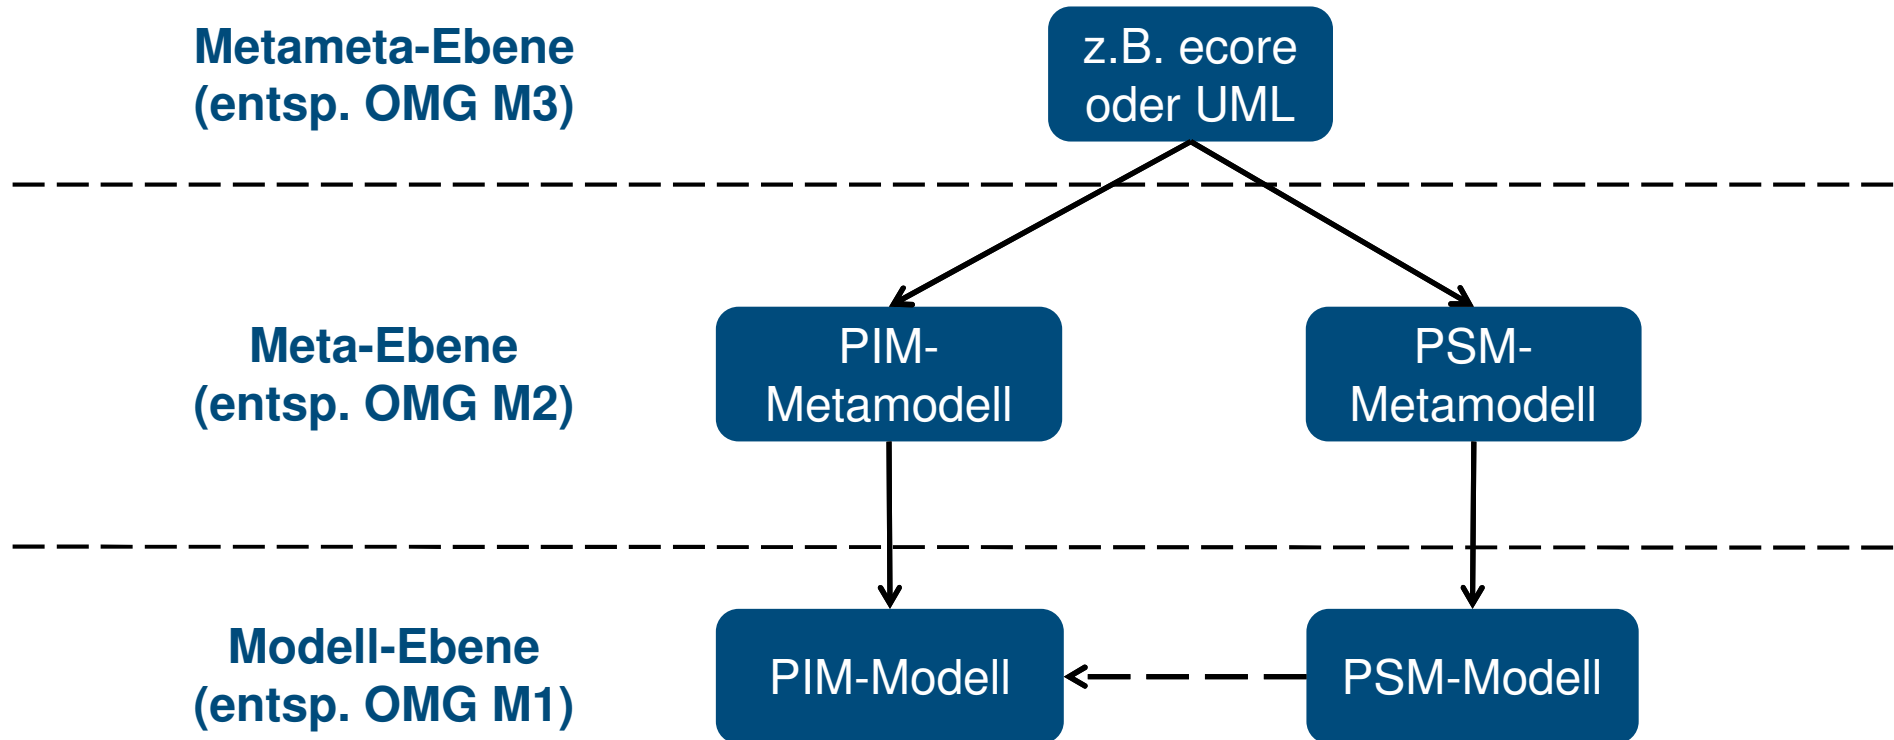 Metameta-Ebene
(entsp. OMG M3)
z.B. ecore
oder UML
Meta-Ebene
(entsp. OMG M2)
PIM-
Metamodell
PSM-
Metamodell
Modell-Ebene
(entsp. OMG M1)
PIM-Modell
PSM-Modell